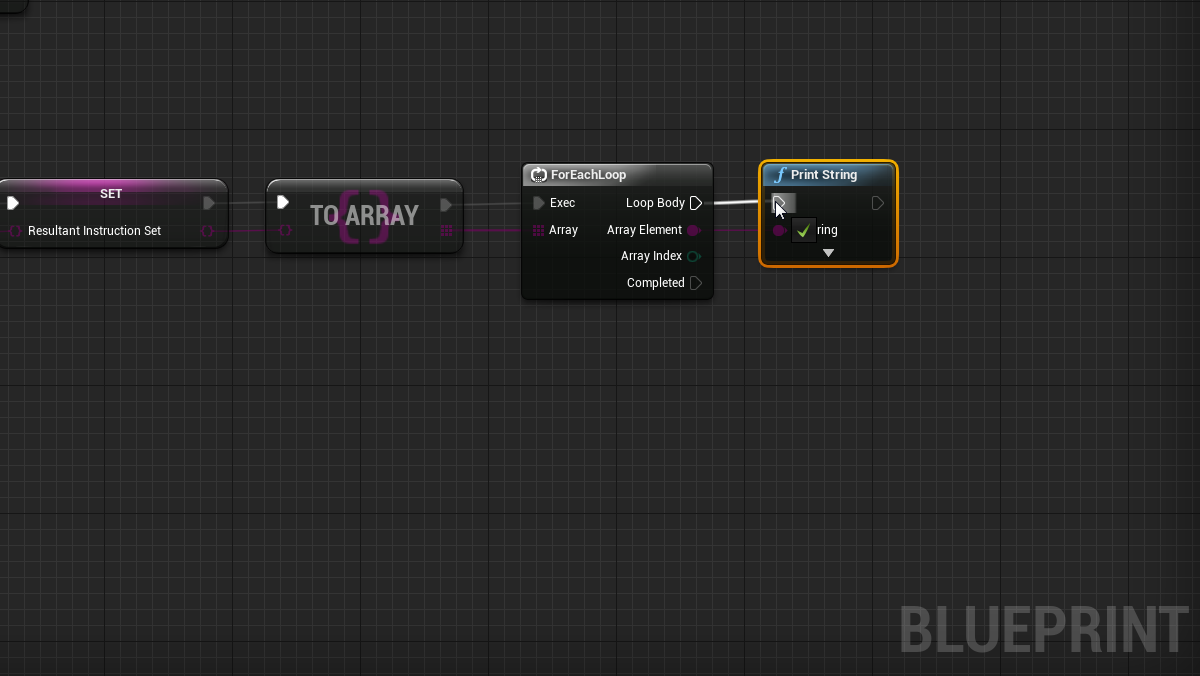 SET
Resultant Instruction Set
TO ARRAY
ForEachLoop
Exec
Loop Body
Array
Array Element
Array Index
Completed
Print String
ring
BLUEPRINT